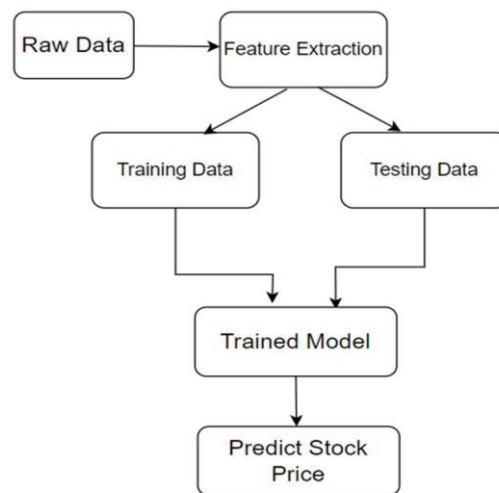 Raw Data
Feature Extraction
Training Data
Testing Data
Trained Model
Predict Stock
Price